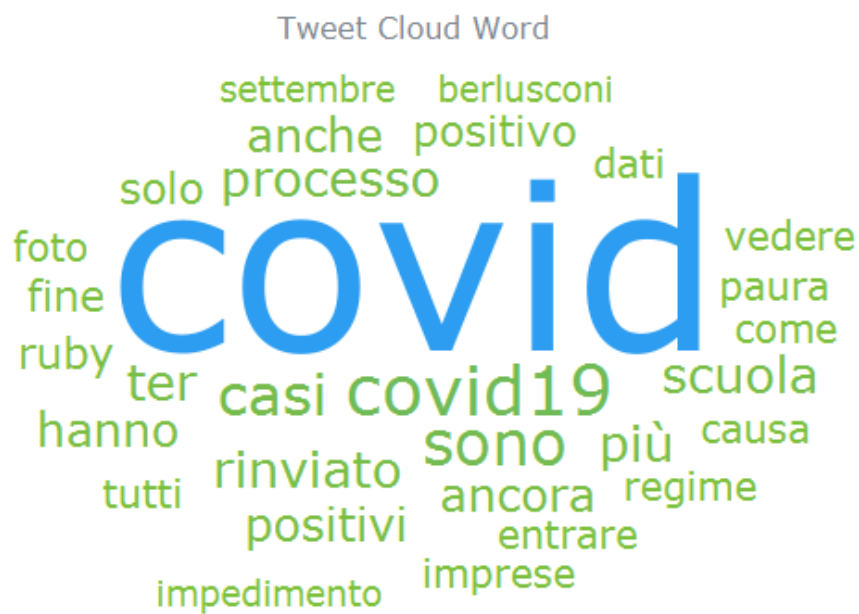 Tweet Cloud Word
settembre berlusconi
anche positivo
solo processo dati
covid
foto vedere
fine paura
ruby come
ter casi covid19 scuola
hanno sono più causa
tutti rinviato ancora regime
positivi entrare
impedimento imprese